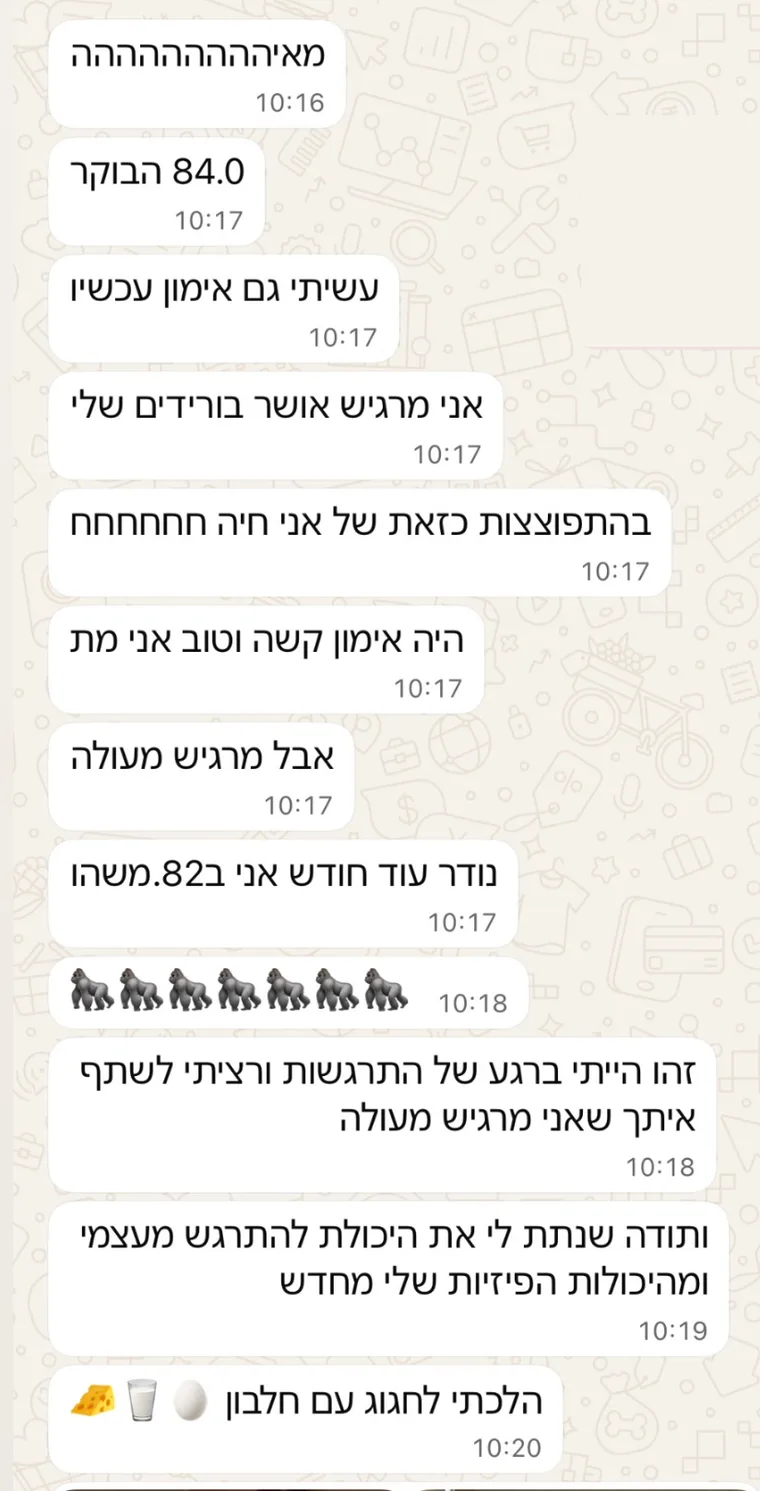 מאיהההההההההה
10:16
84.0 הבוקר
10:17
עשיתי גם אימון עכשיו
10:17
אני מרגיש אושר בורידים שלי
10:17
בהתפוצצות כזאת של אני חיה חחחחחח
10:17
היה אימון קשה וטוב אני מת
10:17
אבל מרגיש מעולה
10:17
נודר עוד חודש אני ב82.משהו
10:17
🦍🦍🦍🦍🦍🦍🦍 10:18
זהו הייתי ברגע של התרגשות ורציתי לשתף
איתך שאני מרגיש מעולה
10:18
ותודה שנתת לי את היכולת להתרגש מעצמי
ומהיכולות הפיזיות שלי מחדש
10:19
הלכתי לחגוג עם חלבון 🥚🥛🧀
10:20